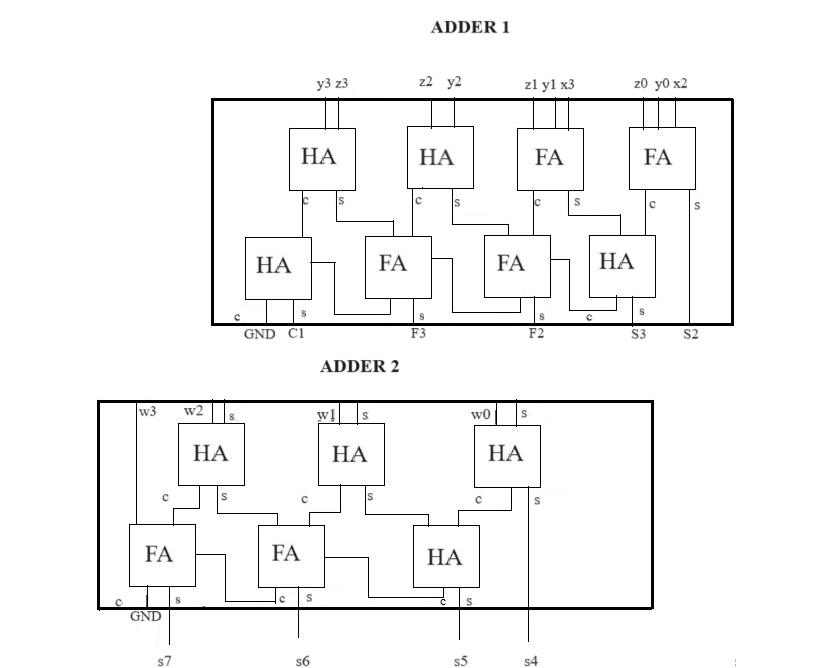 ADDER 1
y3 z3 z2 y2 z1 y1 x3 z0 y0 x2
HA HA FA FA
c s c s c s c s
HA FA FA HA
c s s s c s
GND C1 F3 F2 S3 S2
ADDER 2
w3 w2 s w1 s w0 s
HA HA HA
c s c s c s
FA FA HA
c s c s c s
GND
s7 s6 s5 s4